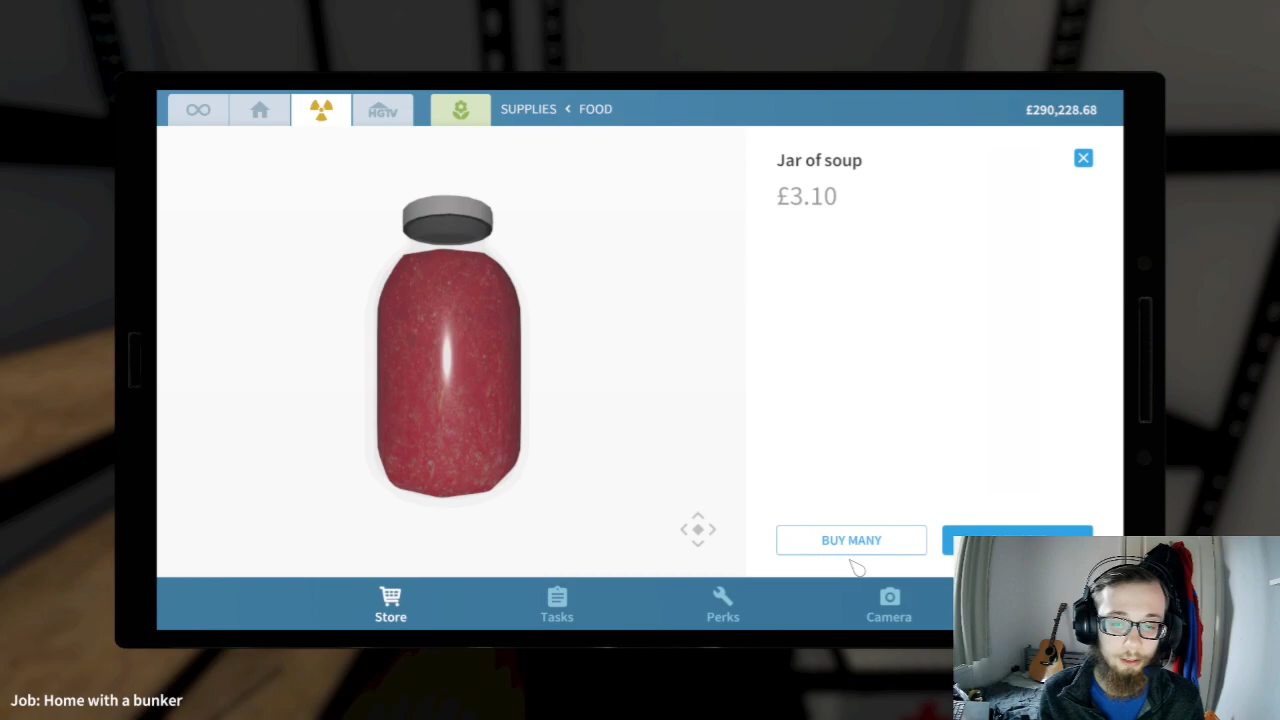 HGTV
SUPPLIES < FOOD
£290,228.68
Jar of soup
£3.10
BUY MANY
Store
Tasks
Perks
Camera
Job: Home with a bunker